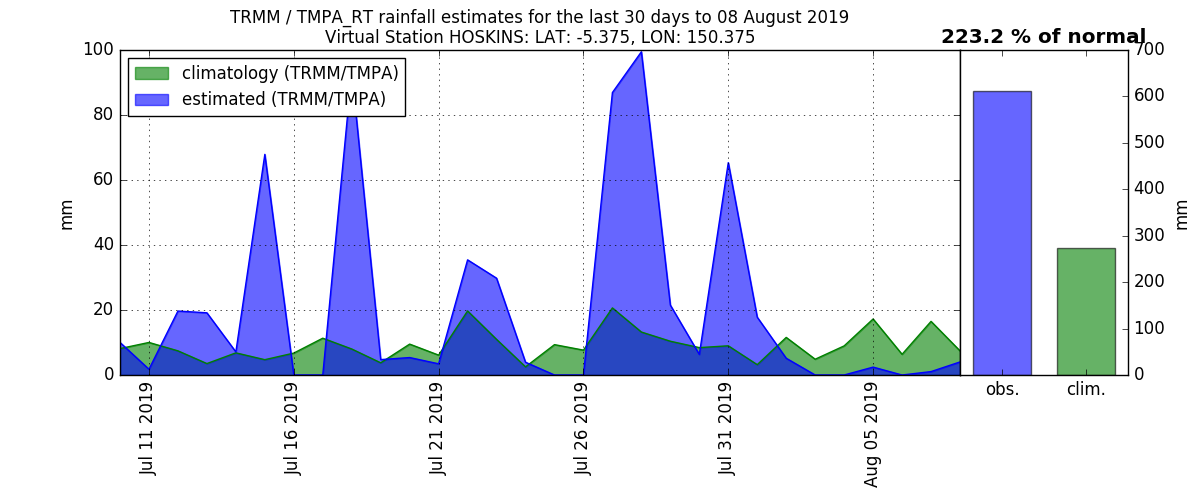 TRMM / TMPA_RT rainfall estimates for the last 30 days to 08 August 2019
Virtual Station HOSKINS: LAT: -5.375, LON: 150.375
223.2 % of normal
climatology (TRMM/TMPA)
estimated (TRMM/TMPA)
100
80
60
40
20
0
mm
Jul 11 2019
Jul 16 2019
Jul 21 2019
Jul 26 2019
Jul 31 2019
Aug 05 2019
700
600
500
400
300
200
100
0
mm
obs.
clim.